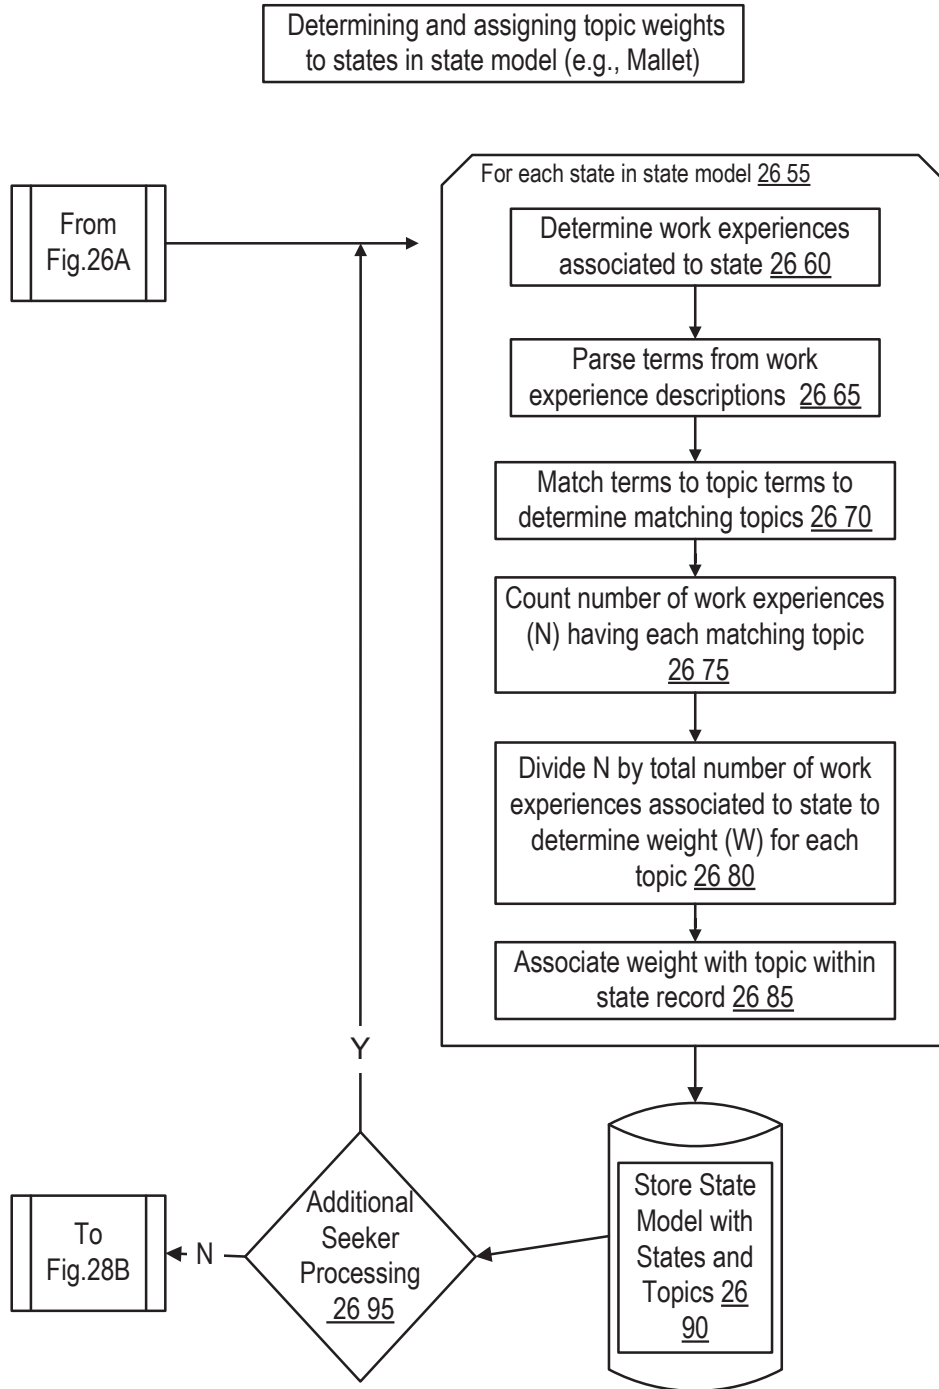 Determining and assigning topic weights
to states in state model (e.g., Mallet)
From
Fig.26A
For each state in state model 26 55
Determine work experiences
associated to state 26 60
Parse terms from work
experience descriptions 26 65
Match terms to topic terms to
determine matching topics 26 70
Count number of work experiences
(N) having each matching topic
26 75
Divide N by total number of work
experiences associated to state to
determine weight (W) for each
topic 26 80
Associate weight with topic within
state record 26 85
Y
Store State
Model with
States and
Topics 26
90
Additional
Seeker
Processing
26 95
N
To
Fig.28B